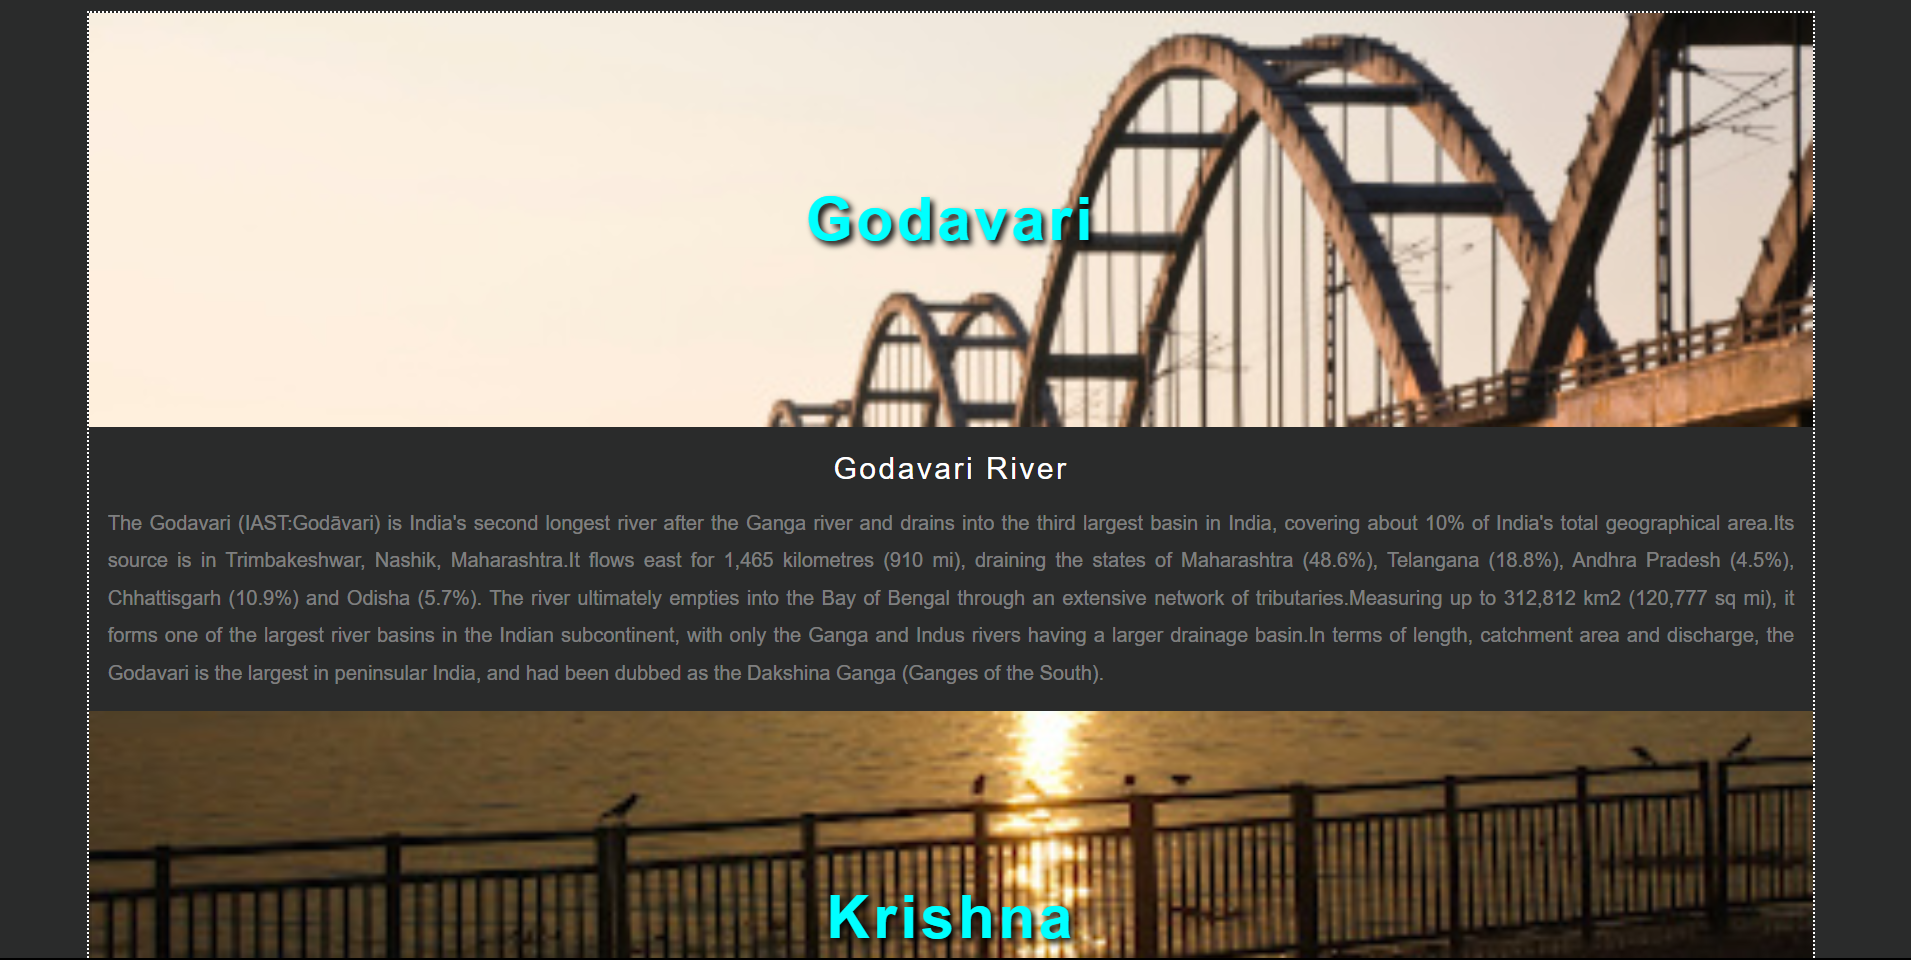 Godavari
Godavari River
The Godavari (IAST:Godāvari) is India's second longest river after the Ganga river and drains into the third largest basin in India, covering about 10% of India's total geographical area.Its
source is in Trimbakeshwar, Nashik, Maharashtra.It flows east for 1,465 kilometres (910 mi), draining the states of Maharashtra (48.6%), Telangana (18.8%), Andhra Pradesh (4.5%),
Chhattisgarh (10.9%) and Odisha (5.7%). The river ultimately empties into the Bay of Bengal through an extensive network of tributaries.Measuring up to 312,812 km2 (120,777 sq mi), it
forms one of the largest river basins in the Indian subcontinent, with only the Ganga and Indus rivers having a larger drainage basin.In terms of length, catchment area and discharge, the
Godavari is the largest in peninsular India, and had been dubbed as the Dakshina Ganga (Ganges of the South).
Krishna